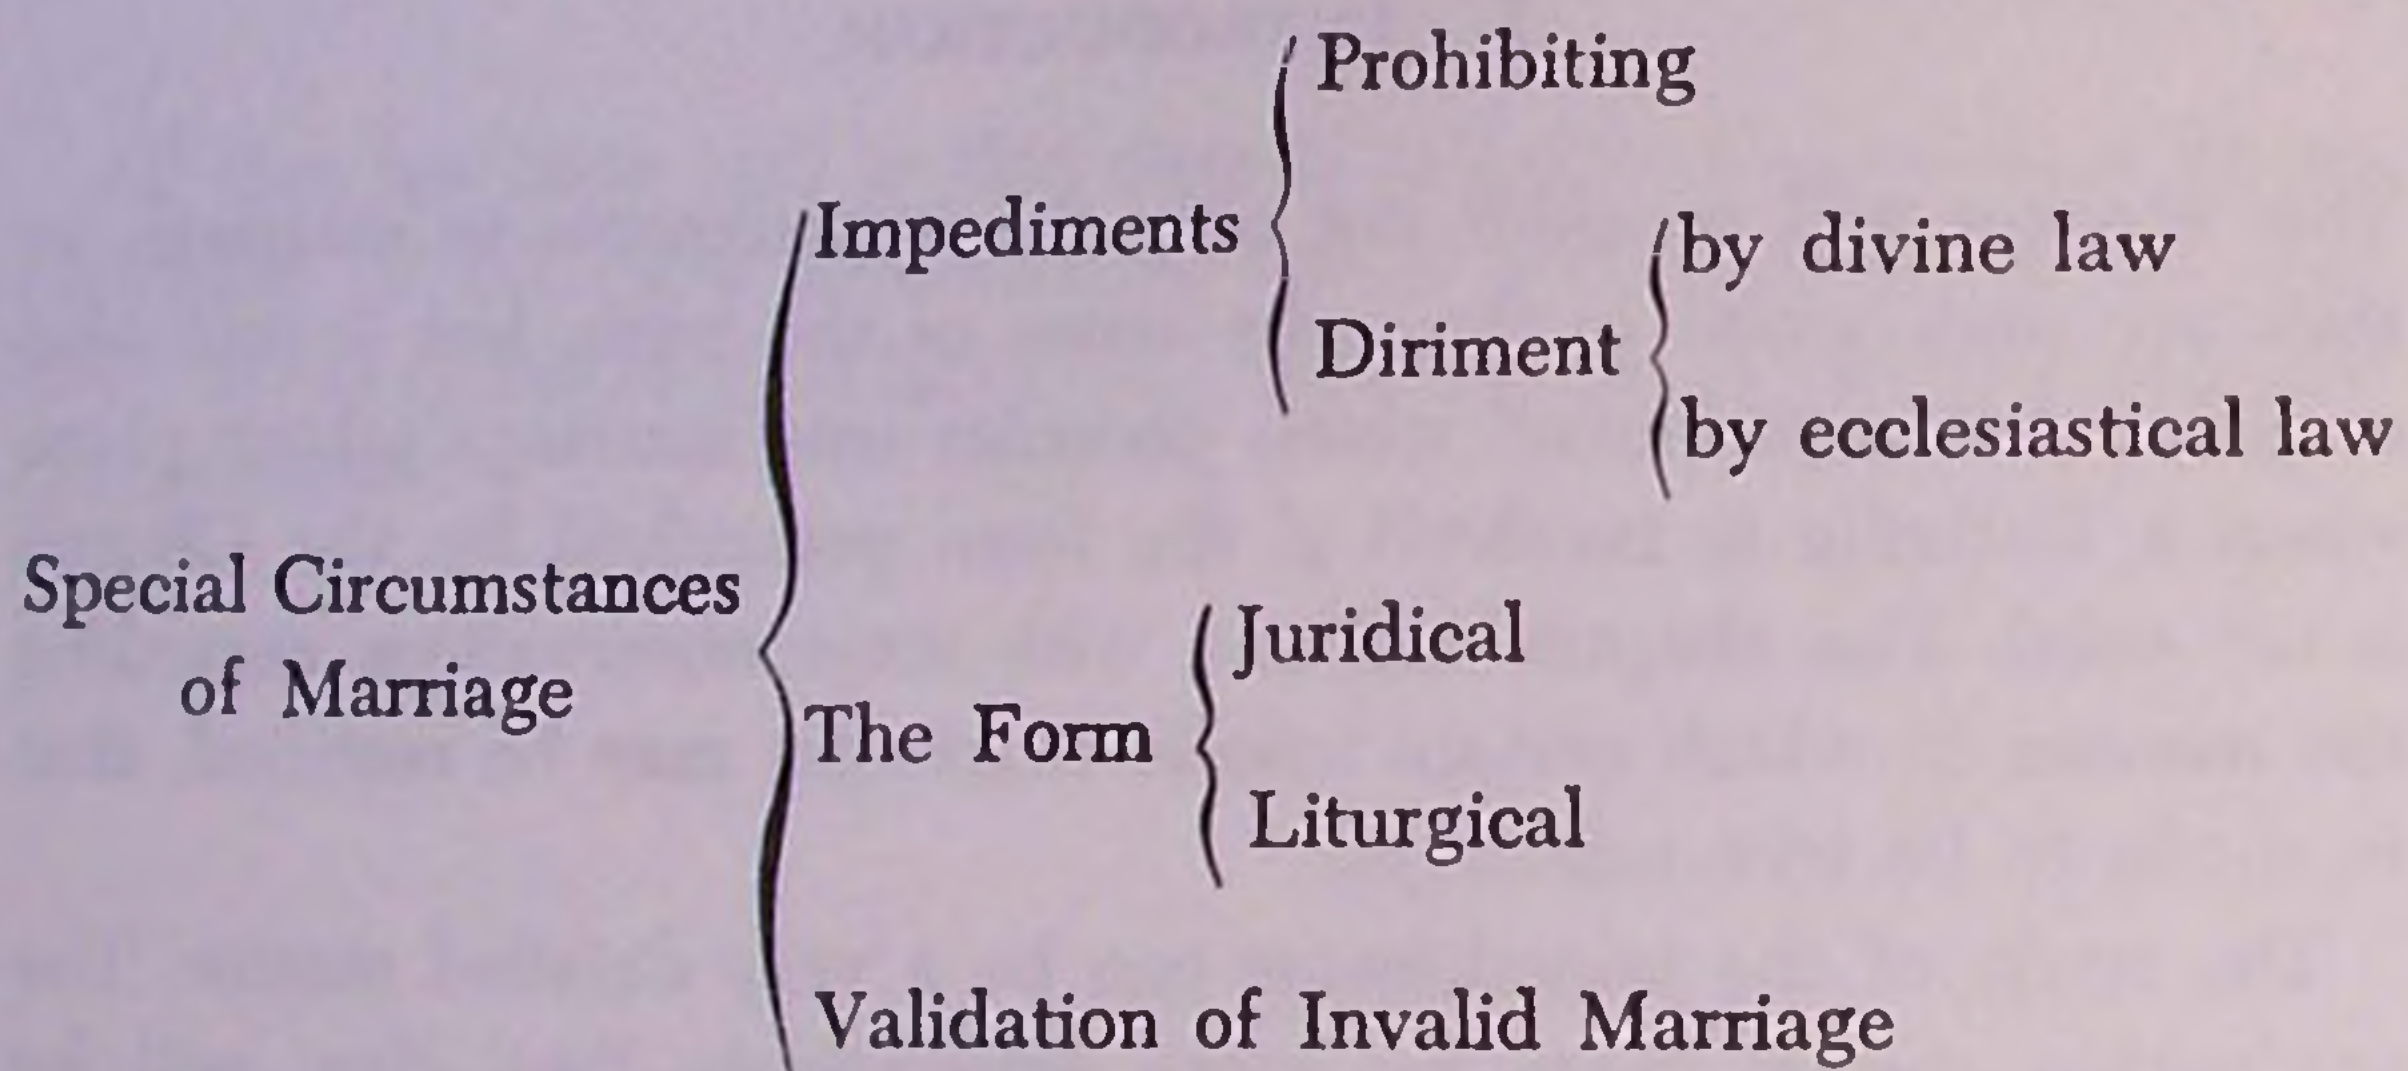 Prohibiting
Impediments
by divine law
Diriment
by ecclesiastical law
Special Circumstances
of Marriage
Juridical
The Form
Liturgical
Validation of Invalid Marriage